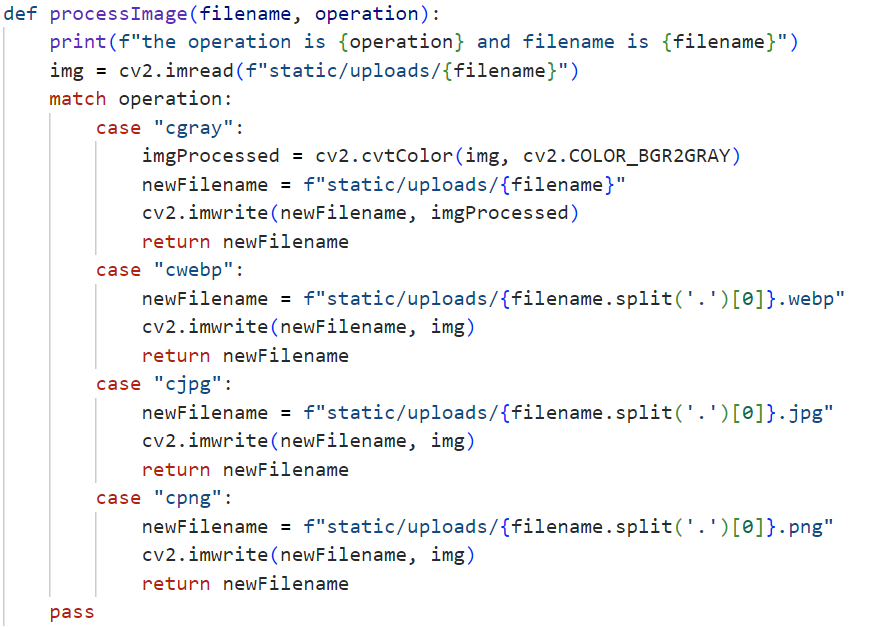 def processImage(filename, operation):
    print(f"the operation is {operation} and filename is {filename}")
    img = cv2.imread(f"static/uploads/{filename}")
    match operation:
        case "cgray":
            imgProcessed = cv2.cvtColor(img, cv2.COLOR_BGR2GRAY)
            newFilename = f"static/uploads/{filename}"
            cv2.imwrite(newFilename, imgProcessed)
            return newFilename
        case "cwebp":
            newFilename = f"static/uploads/{filename.split('.')[0]}.webp"
            cv2.imwrite(newFilename, img)
            return newFilename
        case "cjpg":
            newFilename = f"static/uploads/{filename.split('.')[0]}.jpg"
            cv2.imwrite(newFilename, img)
            return newFilename
        case "cpng":
            newFilename = f"static/uploads/{filename.split('.')[0]}.png"
            cv2.imwrite(newFilename, img)
            return newFilename
    pass